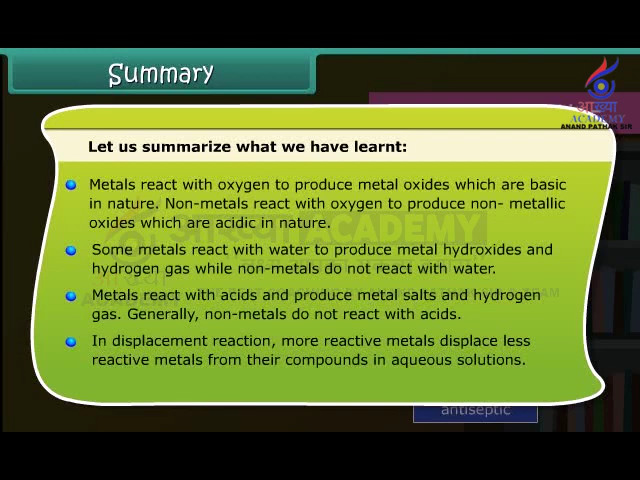 Summary
आख्या
ACADEMY
ANAND PATHAK SIR
Let us summarize what we have learnt:
Metals react with oxygen to produce metal oxides which are basic
in nature. Non-metals react with oxygen to produce non- metallic
oxides which are acidic in nature.
आख्या ACADEMY
Some metals react with water to produce metal hydroxides and
hydrogen gas while non-metals do not react with water.
Metals react with acids and produce metal salts and hydrogen
gas. Generally, non-metals do not react with acids.
ACADEMY
In displacement reaction, more reactive metals displace less
reactive metals from their compounds in aqueous solutions.
antiseptic